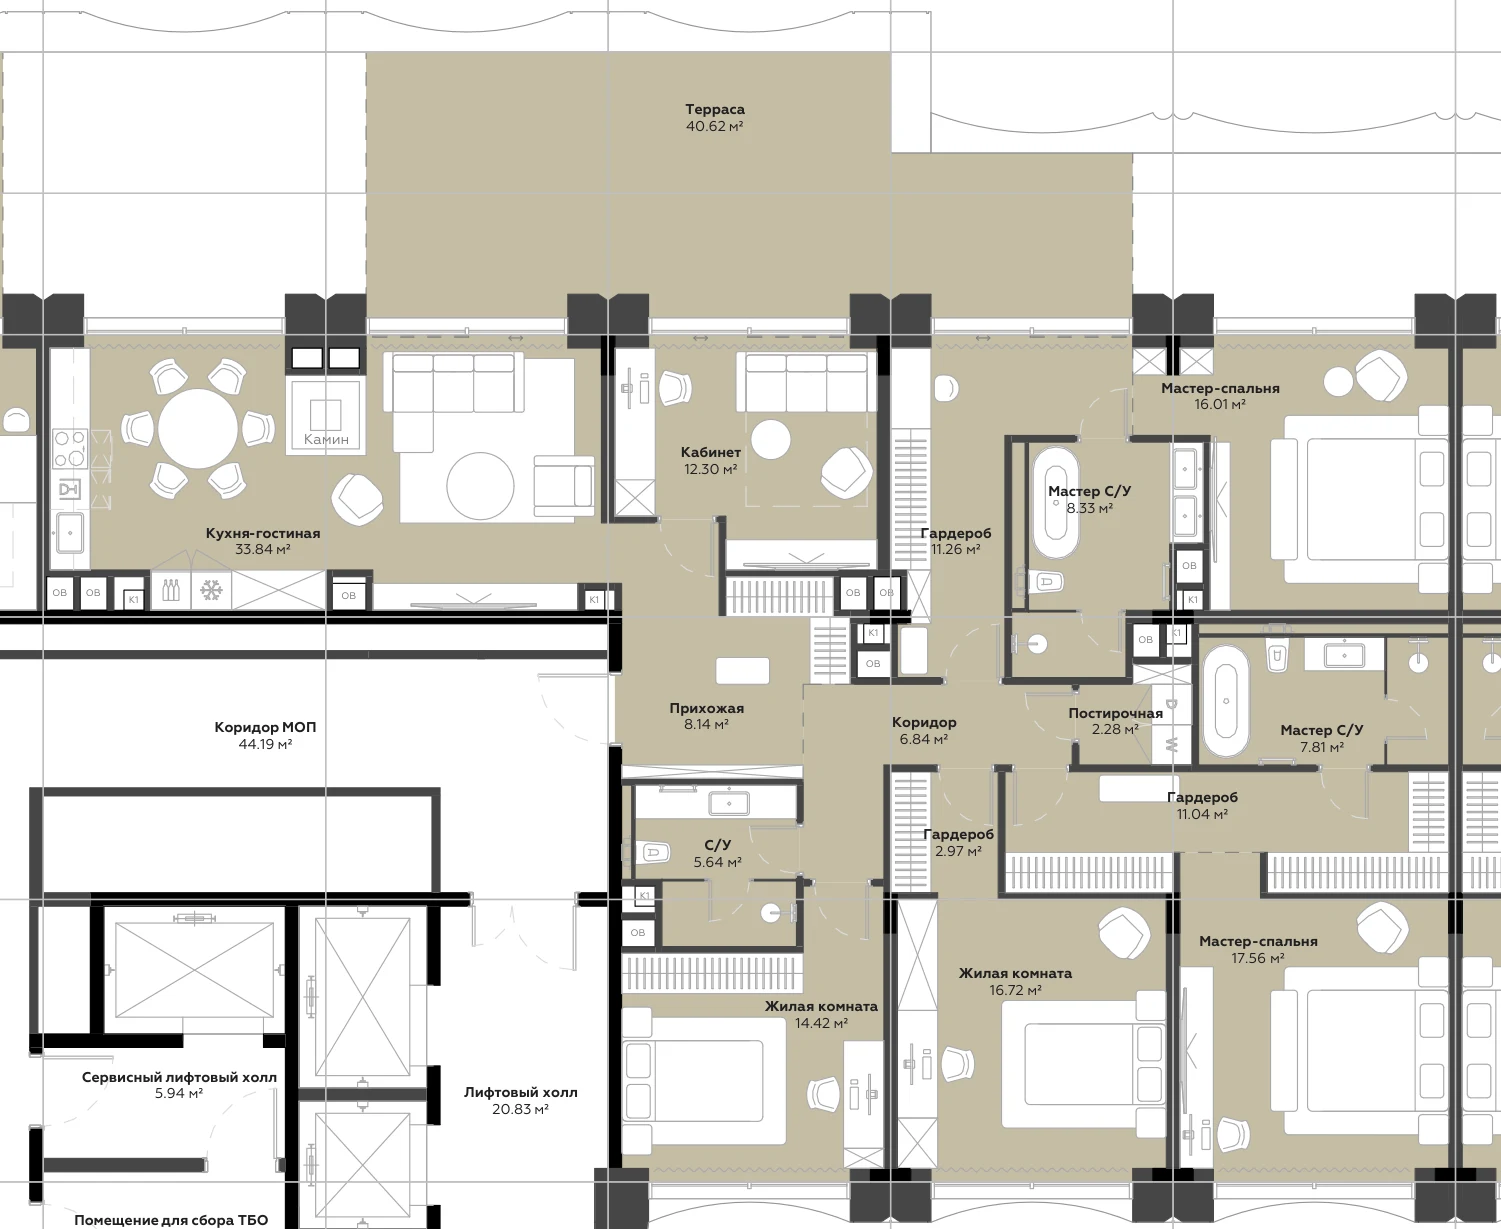 Терраса
40.62 м²
Камин
Мастер-спальня
16.01 м²
Кабинет
12.30 м²
Мастер С/У
8.33 м²
Кухня-гостиная
33.84 м²
Гардероб
11.26 м²
ОВ
ОВ
К1
ОВ
К1
ОВ
ОВ
ОВ
К1
К1
ОВ
ОВ
К1
Прихожая
8.14 м²
Коридор
6.84 м²
Постирочная
2.28 м²
D
W
Мастер С/У
7.81 м²
Коридор МОП
44.19 м²
Гардероб
11.04 м²
Гардероб
2.97 м²
С/У
5.64 м²
К1
ОВ
Мастер-спальня
17.56 м²
Жилая комната
16.72 м²
Жилая комната
14.42 м²
Сервисный лифтовый холл
5.94 м²
Лифтовый холл
20.83 м²
Помещение для сбора ТБО